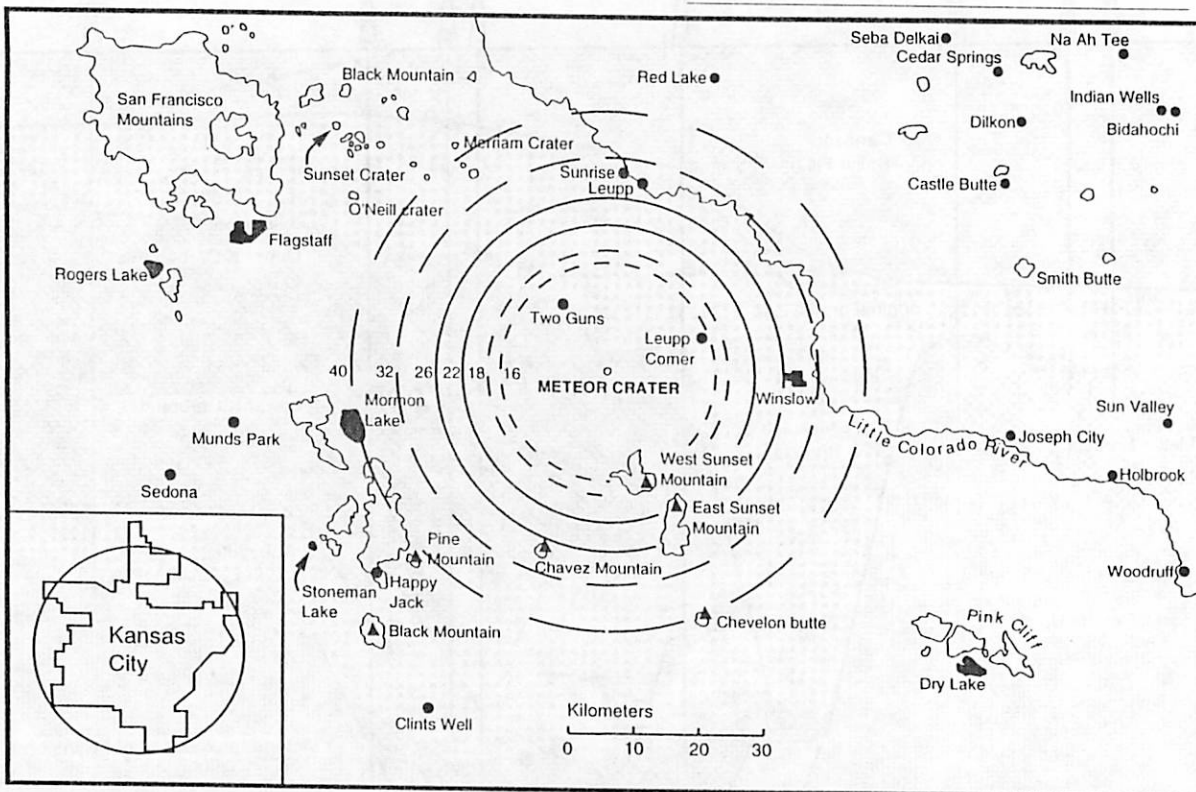 Seba Delkai
Na Ah Tee
Cedar Springs
Black Mountain
Red Lake
San Francisco
Mountains
Indian Wells
Bidahochi
Dilkon
Merriam Crater
Sunset Crater
Sunrise
Leupp
Castle Butte
O'Neill crater
Flagstaff
Rogers Lake
Smith Butte
Two Guns
Leupp
Corner
40 32 26 22 18 16
METEOR CRATER
Winslow
Mormon
Lake
Sun Valley
Munds Park
Little Colorado River
Joseph City
West Sunset
Mountain
Holbrook
Sedona
East Sunset
Mountain
Pine
Mountain
Chavez Mountain
Woodruff
Stoneman
Lake
Happy
Jack
Black Mountain
Chevelon butte
Pink Cliff
Kansas
City
Dry Lake
Clints Well
Kilometers
0 10 20 30